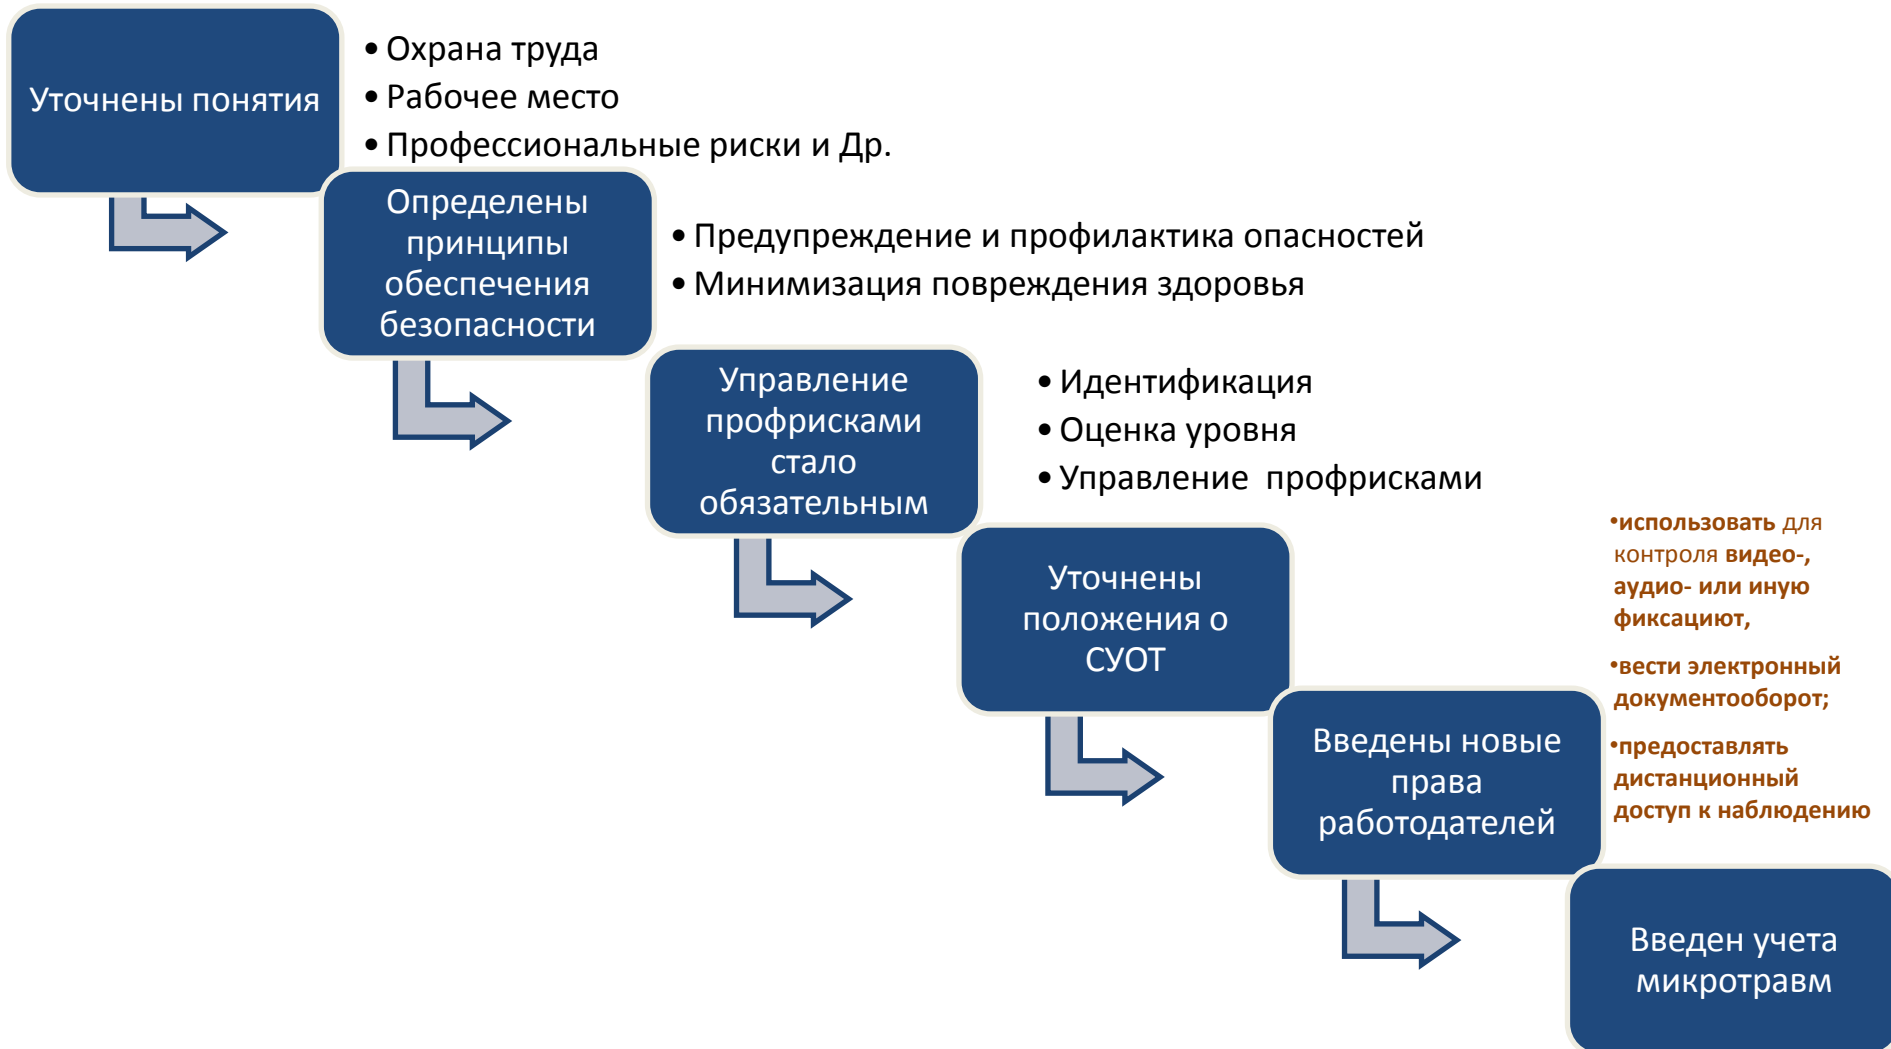 Уточнены понятия
• Охрана труда
• Рабочее место
• Профессиональные риски и Др.
Определены
принципы
обеспечения
безопасности
• Предупреждение и профилактика опасностей
• Минимизация повреждения здоровья
Управление
профрисками
стало
обязательным
• Идентификация
• Оценка уровня
• Управление профрисками
Уточнены
положения о
СУОТ
Введены новые
права
работодателей
•использовать для
контроля видео-,
аудио- или иную
фиксациют,
•вести электронный
документооборот;
•предоставлять
дистанционный
доступ к наблюдению
Введен учета
микротравм